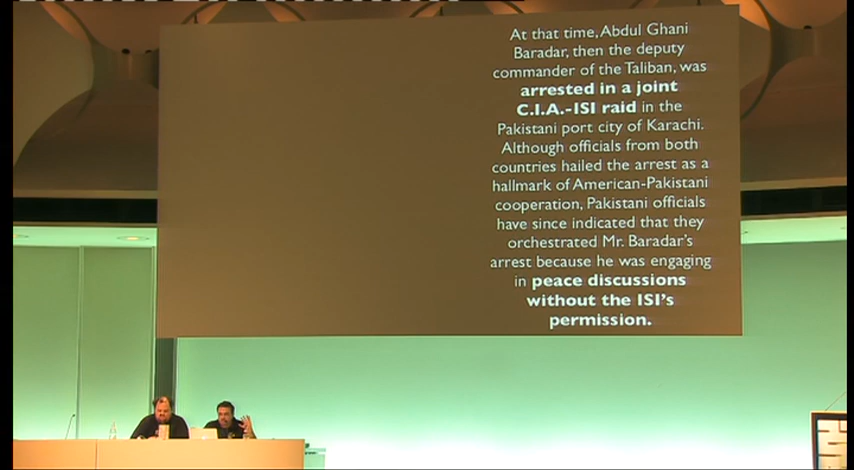 At that time, Abdul Ghani
Baradar, then the deputy
commander of the Taliban, was
arrested in a joint
C.I.A.-ISI raid in the
Pakistani port city of Karachi.
Although officials from both
countries hailed the arrest as a
hallmark of American-Pakistani
cooperation, Pakistani officials
have since indicated that they
orchestrated Mr. Baradar's
arrest because he was engaging
in peace discussions
without the ISI's
permission.